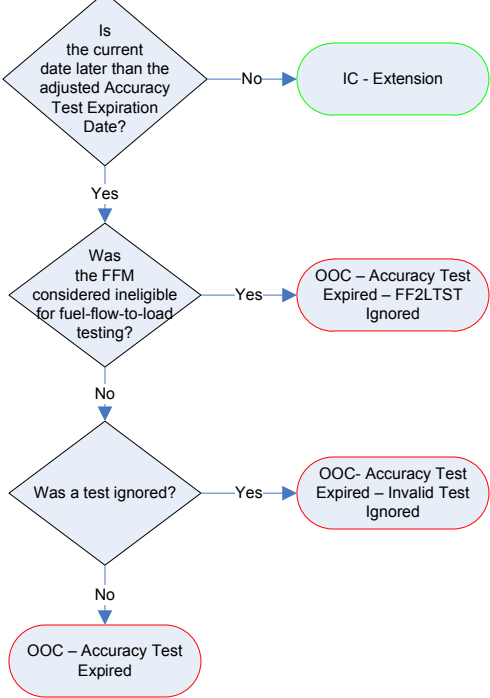 Is
the current
date later than the
adjusted Accuracy
Test Expiration
Date?
No
IC - Extension
Yes
Was
the FFM
considered ineligible
for fuel-flow-to-load
testing?
Yes
OOC – Accuracy Test
Expired – FF2LTST
Ignored
No
Was a test ignored?
Yes
OOC- Accuracy Test
Expired – Invalid Test
Ignored
No
OOC – Accuracy Test
Expired